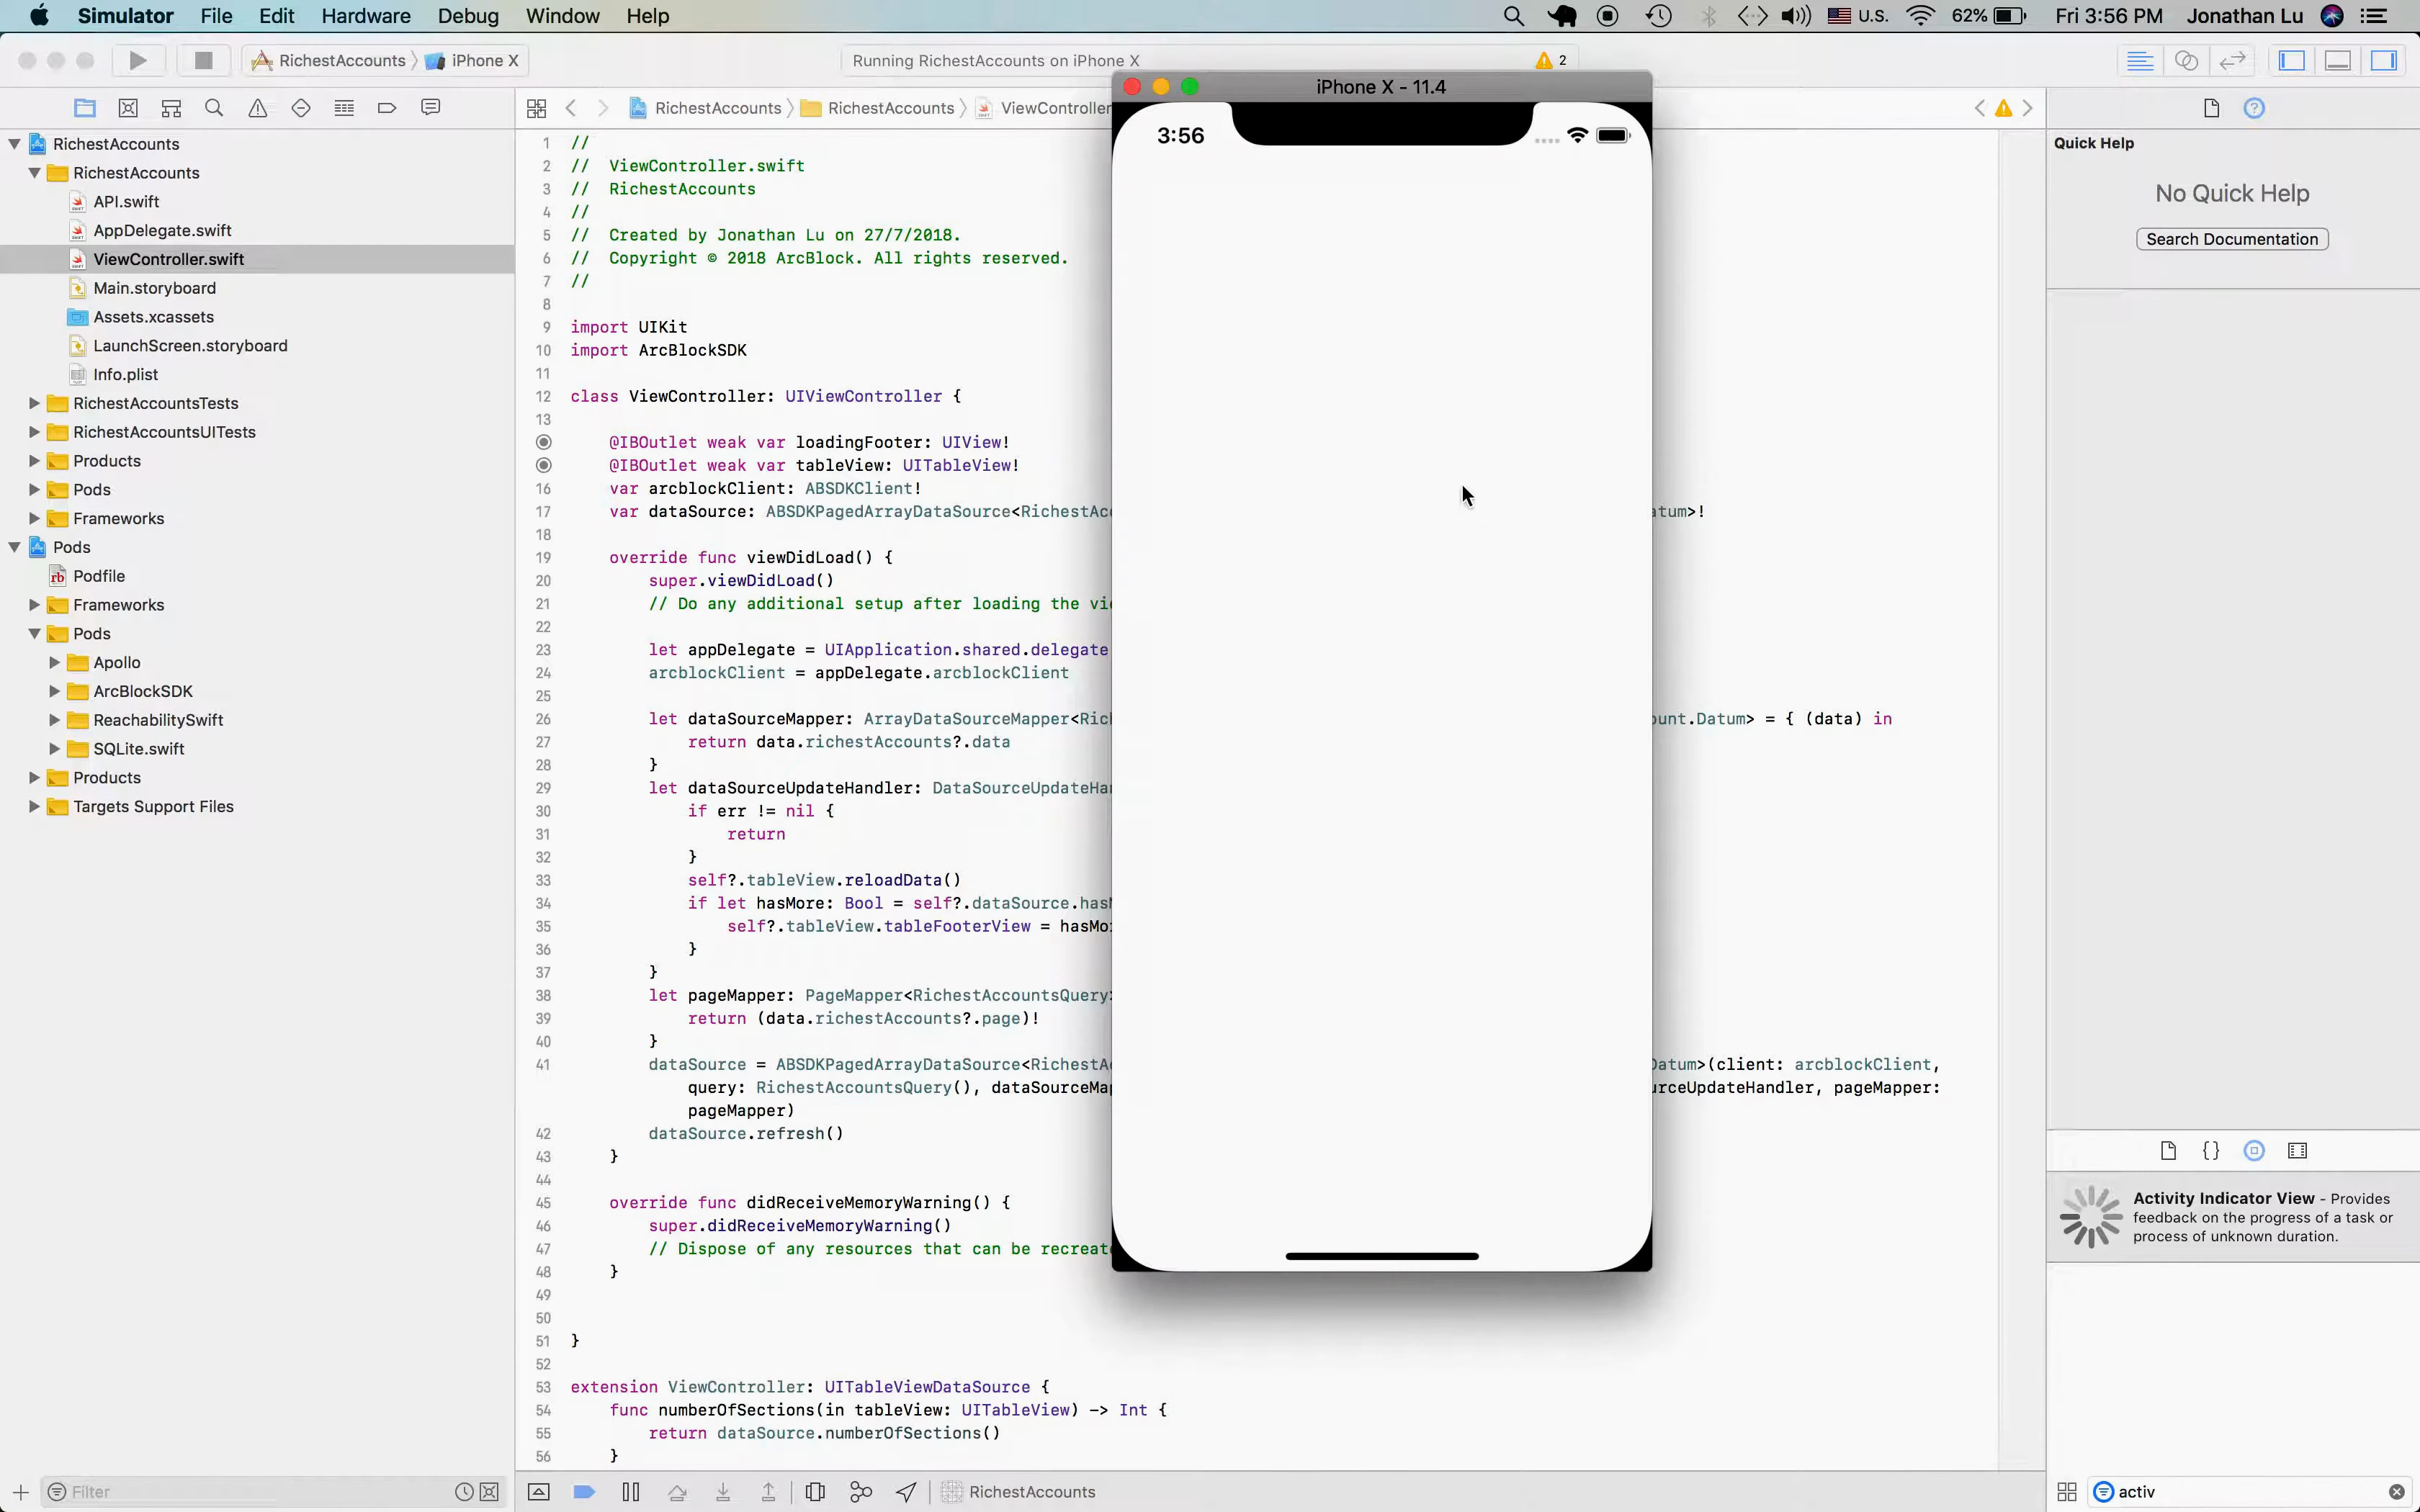 Simulator File Edit Hardware Debug Window Help U.S. 62% Fri 3:56 PM Jonathan Lu
RichestAccounts iPhone X Running RichestAccounts on iPhone X 2
iPhone X - 11.4
RichestAccounts RichestAccounts ViewController
3:56
RichestAccounts
RichestAccounts
API.swift
AppDelegate.swift
ViewController.swift
Main.storyboard
Assets.xcassets
LaunchScreen.storyboard
Info.plist
RichestAccountsTests
RichestAccountsUITests
Products
Pods
Frameworks
Pods
Podfile
Frameworks
Pods
Apollo
ArcBlockSDK
ReachabilitySwift
SQLite.swift
Products
Targets Support Files
Filter
1 //
2 // ViewController.swift
3 // RichestAccounts
4 //
5 // Created by Jonathan Lu on 27/7/2018.
6 // Copyright © 2018 ArcBlock. All rights reserved.
7 //
8
9 import UIKit
10 import ArcBlockSDK
11
12 class ViewController: UIViewController {
13
@IBOutlet weak var loadingFooter: UIView!
@IBOutlet weak var tableView: UITableView!
16 var arcblockClient: ABSDKClient!
17 var dataSource: ABSDKPagedArrayDataSource<RichestAc atum>!
18
19 override func viewDidLoad() {
20 super.viewDidLoad()
21 // Do any additional setup after loading the vi
22
23 let appDelegate = UIApplication.shared.delegate
24 arcblockClient = appDelegate.arcblockClient
25
26 let dataSourceMapper: ArrayDataSourceMapper<Ric unt.Datum> = { (data) in
27 return data.richestAccounts?.data
28 }
29 let dataSourceUpdateHandler: DataSourceUpdateHa
30 if err != nil {
31 return
32 }
33 self?.tableView.reloadData()
34 if let hasMore: Bool = self?.dataSource.has
35 self?.tableView.tableFooterView = hasMo
36 }
37 }
38 let pageMapper: PageMapper<RichestAccountsQuery>
39 return (data.richestAccounts?.page)!
40 }
41 dataSource = ABSDKPagedArrayDataSource<RichestA Datum>(client: arcblockClient,
query: RichestAccountsQuery(), dataSourceMa urceUpdateHandler, pageMapper:
pageMapper)
42 dataSource.refresh()
43 }
44
45 override func didReceiveMemoryWarning() {
46 super.didReceiveMemoryWarning()
47 // Dispose of any resources that can be recreat
48 }
49
50
51 }
52
53 extension ViewController: UITableViewDataSource {
54 func numberOfSections(in tableView: UITableView) -> Int {
55 return dataSource.numberOfSections()
56 }
RichestAccounts
Quick Help
No Quick Help
Search Documentation
{}
Activity Indicator View - Provides
feedback on the progress of a task or
process of unknown duration.
activ